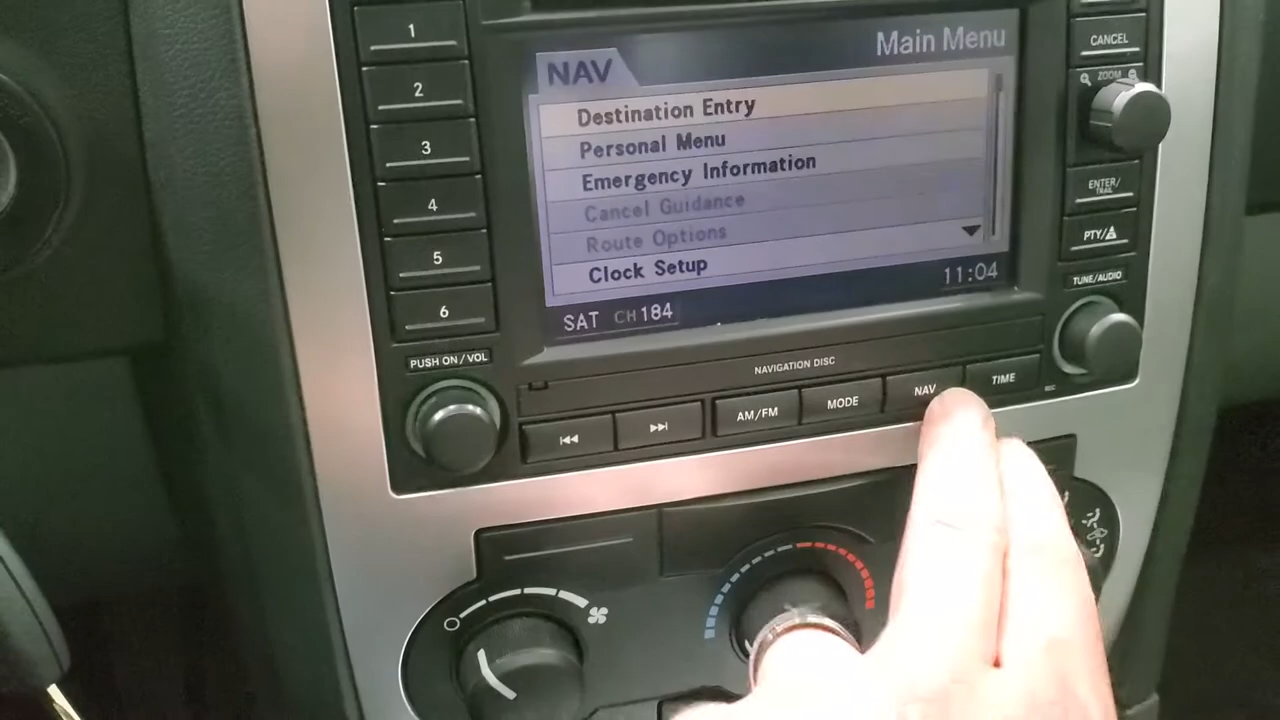 1
2
3
4
5
6
PUSH ON / VOL
NAV
Main Menu
Destination Entry
Personal Menu
Emergency Information
Cancel Guidance
Route Options
Clock Setup
11:04
SAT CH 184
CANCEL
ZOOM
ENTER/
TRAIL
PTY/
TUNE/AUDIO
NAVIGATION DISC
AM/FM
MODE
NAV
TIME
REC